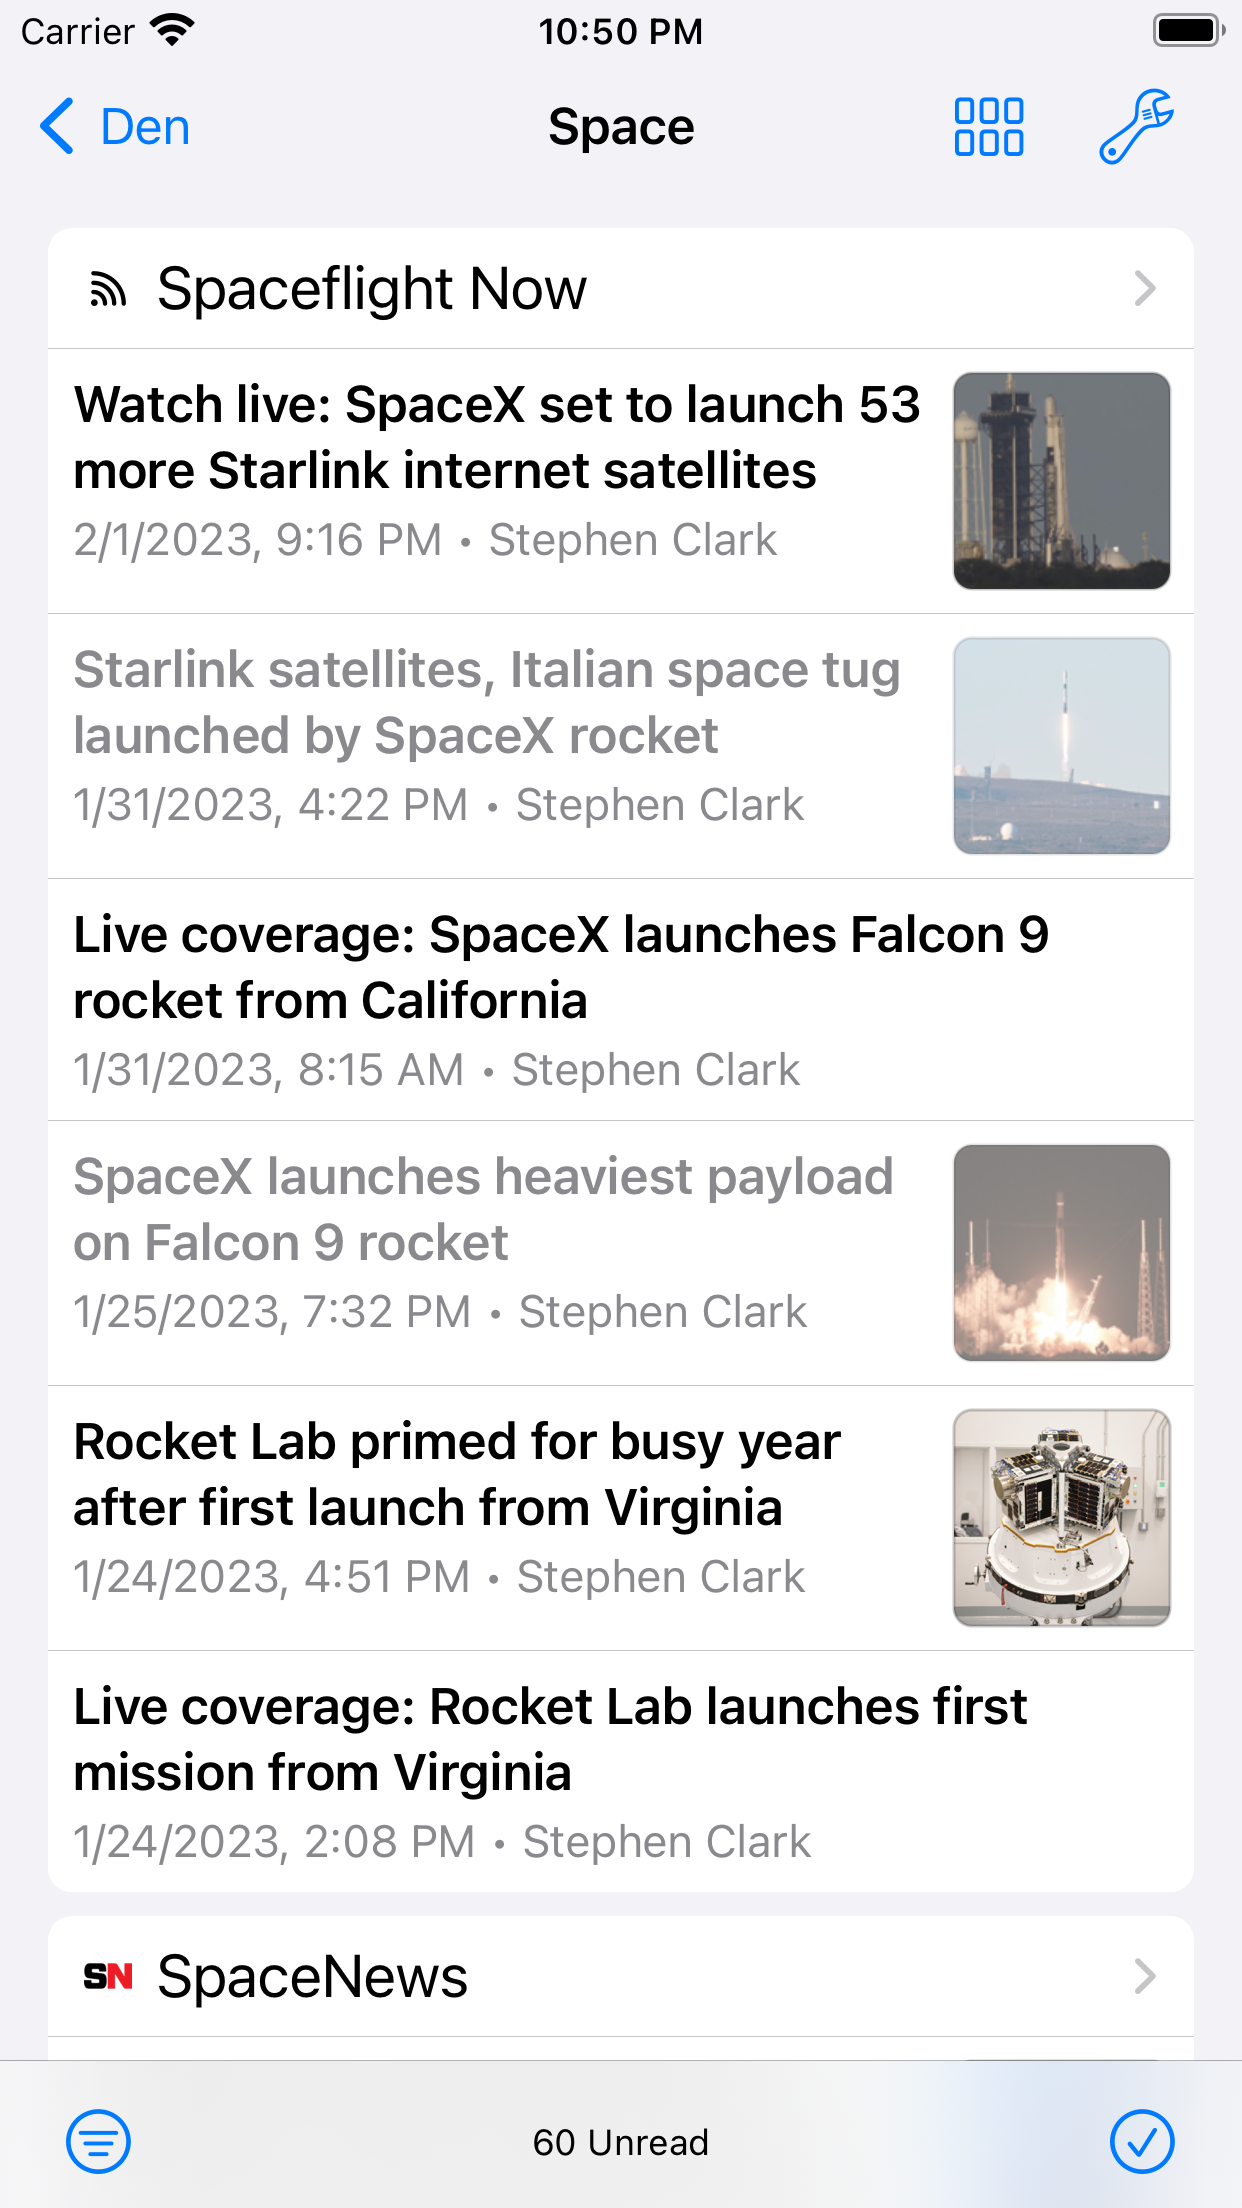 Carrier 10:50 PM
Den Space
Spaceflight Now
Watch live: SpaceX set to launch 53
more Starlink internet satellites
2/1/2023, 9:16 PM • Stephen Clark
Starlink satellites, Italian space tug
launched by SpaceX rocket
1/31/2023, 4:22 PM • Stephen Clark
Live coverage: SpaceX launches Falcon 9
rocket from California
1/31/2023, 8:15 AM • Stephen Clark
SpaceX launches heaviest payload
on Falcon 9 rocket
1/25/2023, 7:32 PM • Stephen Clark
Rocket Lab primed for busy year
after first launch from Virginia
1/24/2023, 4:51 PM • Stephen Clark
Live coverage: Rocket Lab launches first
mission from Virginia
1/24/2023, 2:08 PM • Stephen Clark
SN SpaceNews
60 Unread